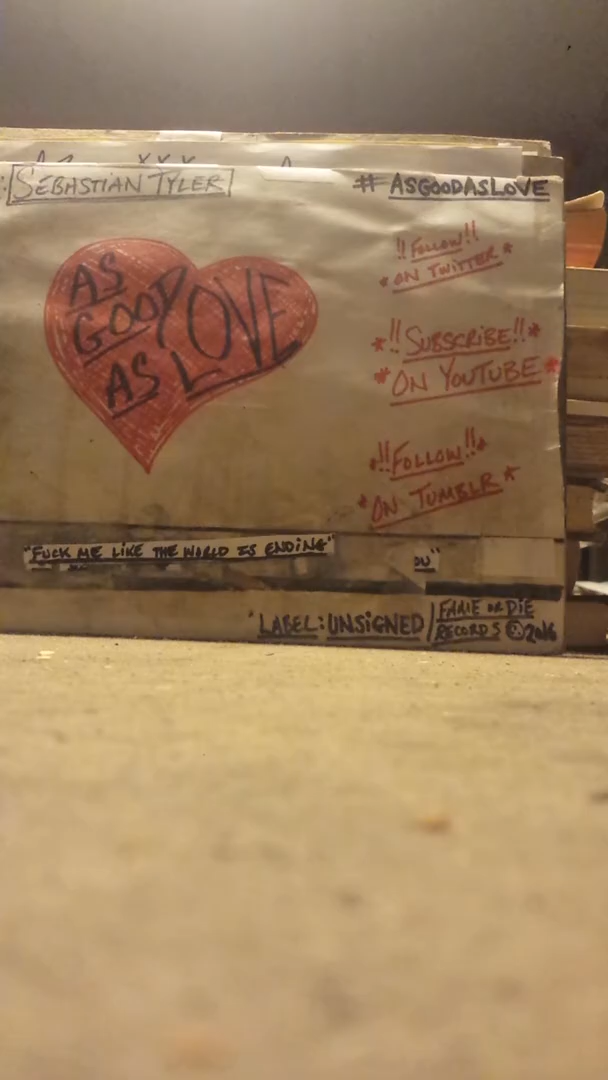 SEBASTIAN TYLER
# ASGOODASLOVE
AS
GOOD
AS LOVE
!! FOLLOW !!
* ON TWITTER *
*!! SUBSCRIBE!! *
* ON YOUTUBE *
*!! FOLLOW!! *
* ON TUMBLR *
"FUCK ME LIKE THE WORLD IS ENDING"
LABEL: UNSIGNED / FAME OR DIE
RECORDS © 2016